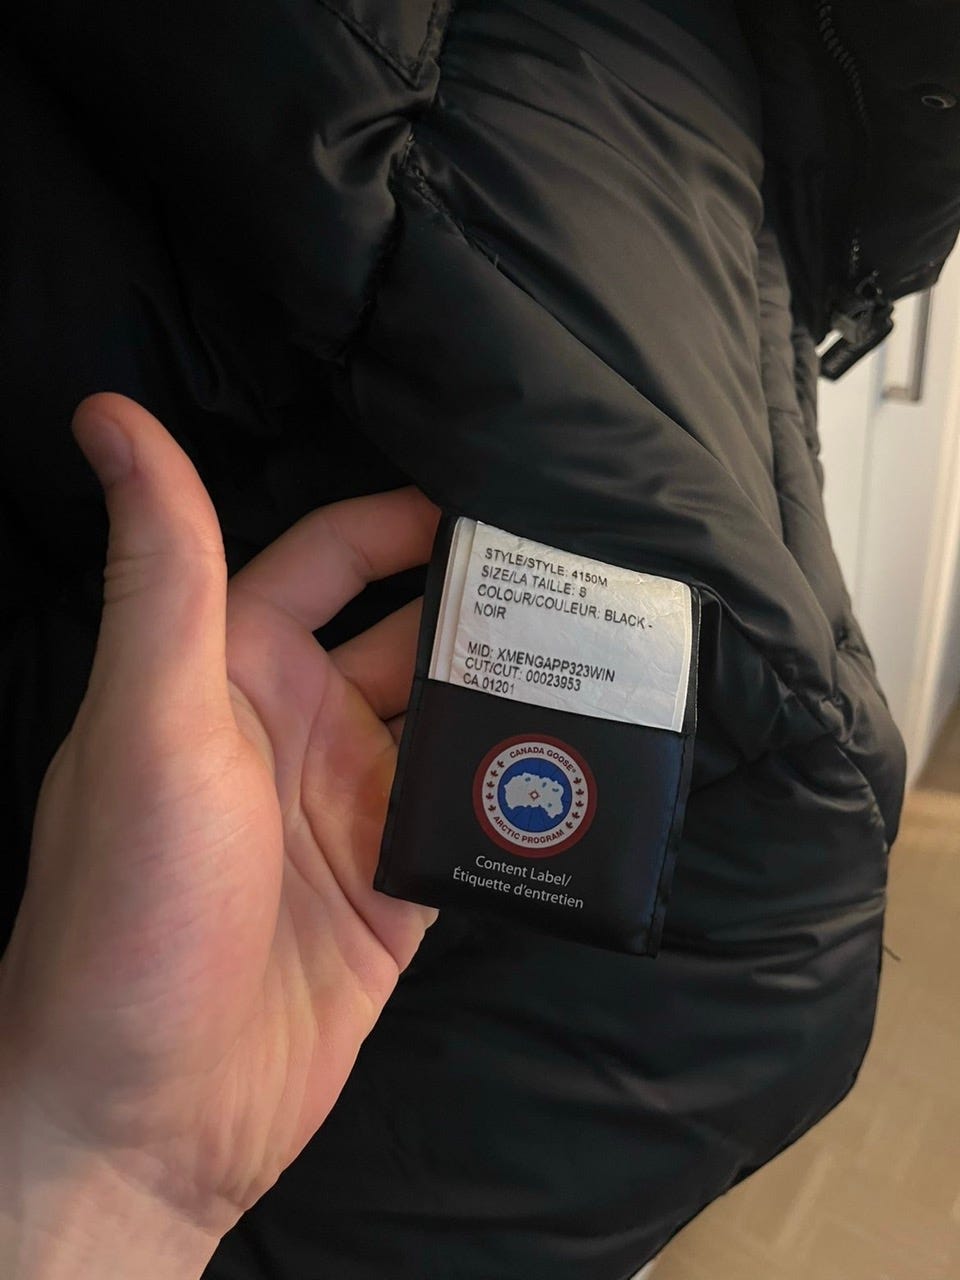 STYLE/STYLE: 4150M
SIZE/LA TAILLE: S
COLOUR/COULEUR: BLACK -
NOIR
MID: XMENGAPP323WIN
CUT/CUT: 00023953
CA 01201
CANADA GOOSE®
ARCTIC PROGRAM
Content Label/
Étiquette d'entretien